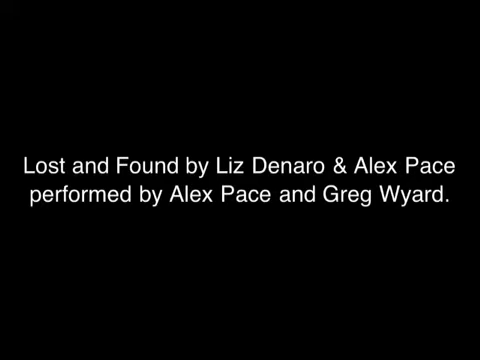 Lost and Found by Liz Denaro & Alex Pace
performed by Alex Pace and Greg Wyard.